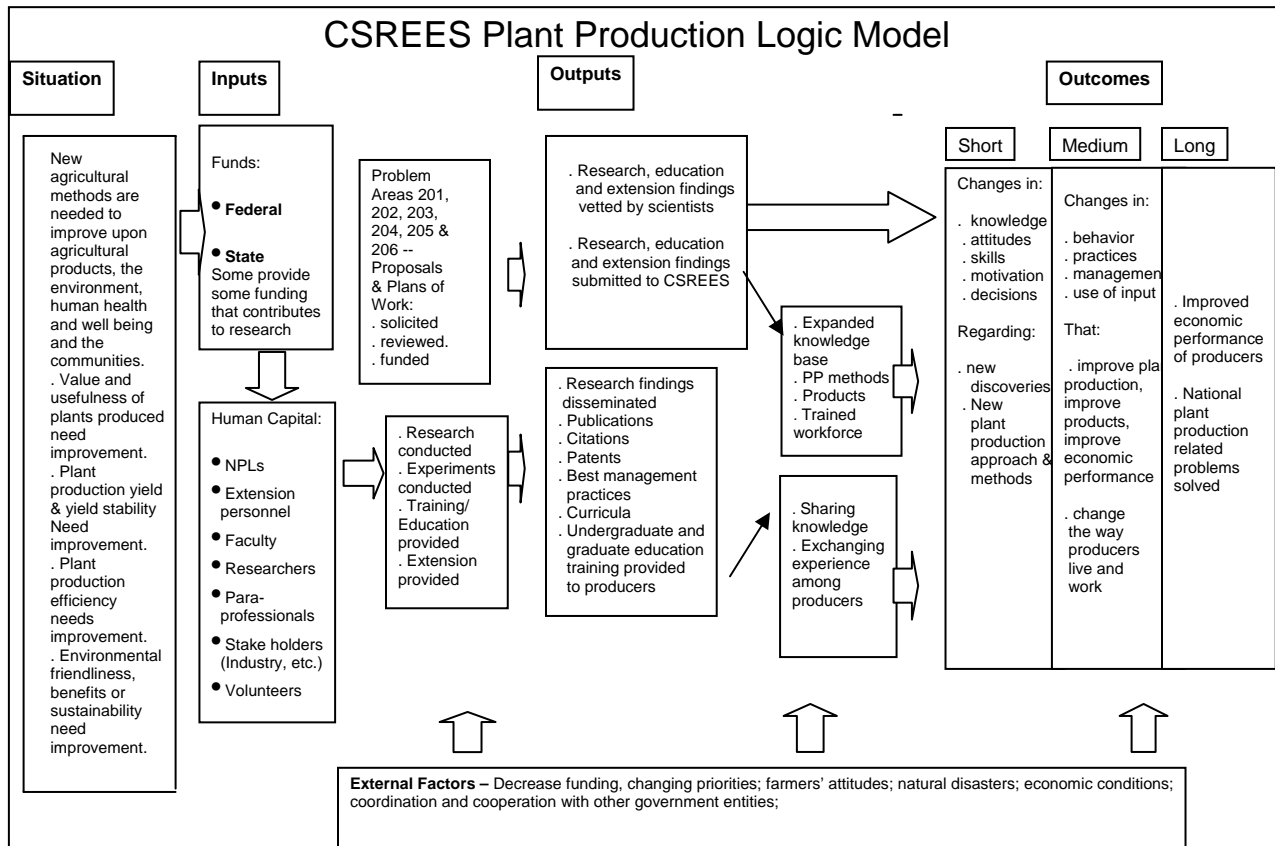 CSREES Plant Production Logic Model
Situation
Inputs
Outputs
Outcomes
New
agricultural
methods are
needed to
improve upon
agricultural
products, the
environment,
human health
and well being
and the
communities.
. Value and
usefulness of
plants produced
need
improvement.
. Plant
production yield
& yield stability
Need
improvement.
. Plant
production
efficiency
needs
improvement.
. Environmental
friendliness,
benefits or
sustainability
need
improvement.
Funds:
• Federal
• State
Some provide
some funding
that contributes
to research
Human Capital:
• NPLs
• Extension
personnel
• Faculty
• Researchers
• Para-
professionals
• Stake holders
(Industry, etc.)
• Volunteers
Problem
Areas 201,
202, 203,
204, 205 &
206 --
Proposals
& Plans of
Work:
. solicited
. reviewed.
. funded
. Research
conducted
. Experiments
conducted
. Training/
Education
provided
. Extension
provided
. Research, education
and extension findings
vetted by scientists
. Research, education
and extension findings
submitted to CSREES
. Research findings
disseminated
. Publications
. Citations
. Patents
. Best management
practices
. Curricula
. Undergraduate and
graduate education
training provided
to producers
. Expanded
knowledge
base
. PP methods
. Products
. Trained
workforce
. Sharing
knowledge
. Exchanging
experience
among
producers
Short
Changes in:
. knowledge
. attitudes
. skills
. motivation
. decisions
Regarding:
. new
discoveries
. New
plant
production
approach &
methods
Medium
Changes in:
. behavior
. practices
. managemen
. use of input
That:
. improve pla
production,
improve
products,
improve
economic
performance
. change
the way
producers
live and
work
Long
. Improved
economic
performance
of producers
. National
plant
production
related
problems
solved
External Factors – Decrease funding, changing priorities; farmers’ attitudes; natural disasters; economic conditions;
coordination and cooperation with other government entities;